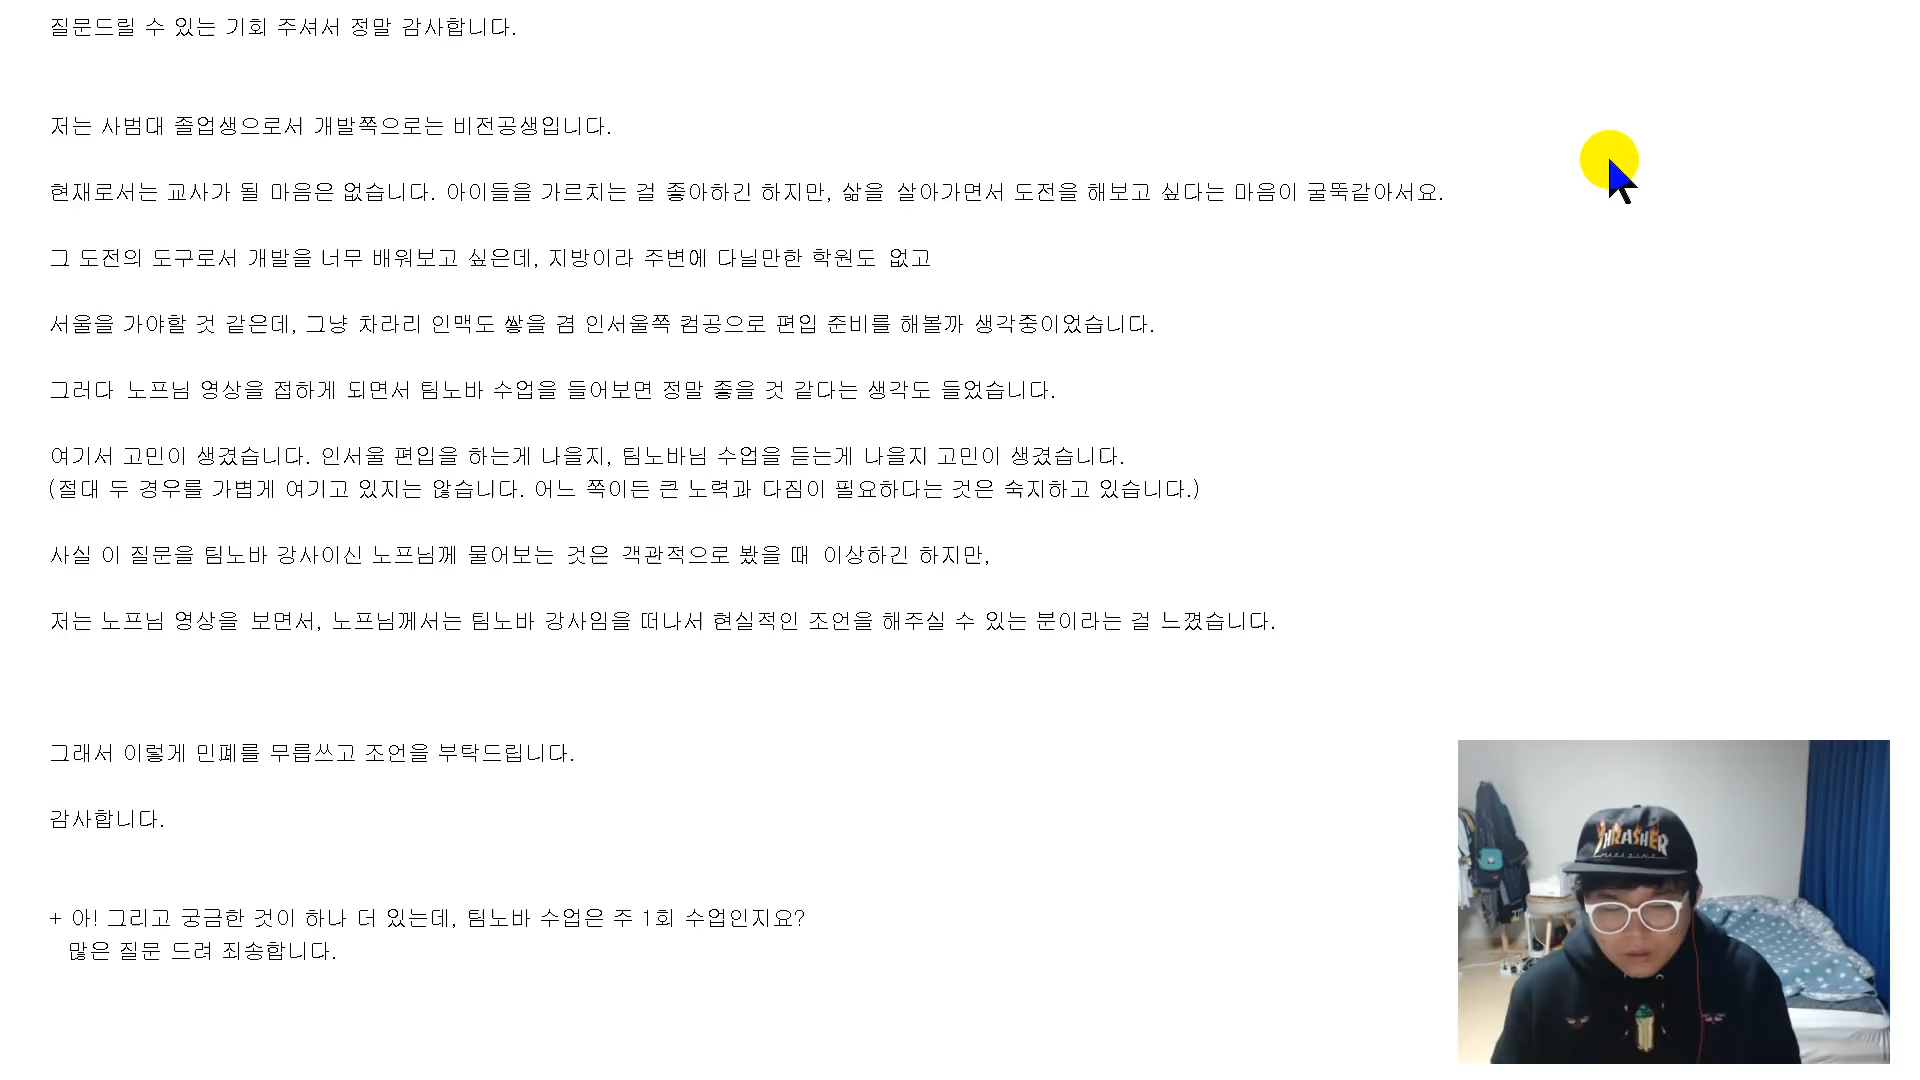 질문드릴 수 있는 기회 주셔서 정말 감사합니다.
저는 사범대 졸업생으로서 개발쪽으로는 비전공생입니다.
현재로서는 교사가 될 마음은 없습니다. 아이들을 가르치는 걸 좋아하긴 하지만, 삶을 살아가면서 도전을 해보고 싶다는 마음이 굴뚝같아서요.
그 도전의 도구로서 개발을 너무 배워보고 싶은데, 지방이라 주변에 다닐만한 학원도 없고
서울을 가야할 것 같은데, 그냥 차라리 인맥도 쌓을 겸 인서울쪽 컴공으로 편입 준비를 해볼까 생각중이었습니다.
그러다 노프님 영상을 접하게 되면서 팀노바 수업을 들어보면 정말 좋을 것 같다는 생각도 들었습니다.
여기서 고민이 생겼습니다. 인서울 편입을 하는게 나을지, 팀노바님 수업을 듣는게 나을지 고민이 생겼습니다.
(절대 두 경우를 가볍게 여기고 있지는 않습니다. 어느 쪽이든 큰 노력과 다짐이 필요하다는 것은 숙지하고 있습니다.)
사실 이 질문을 팀노바 강사이신 노프님께 물어보는 것은 객관적으로 봤을 때 이상하긴 하지만,
저는 노프님 영상을 보면서, 노프님께서는 팀노바 강사임을 떠나서 현실적인 조언을 해주실 수 있는 분이라는 걸 느꼈습니다.
그래서 이렇게 민폐를 무릅쓰고 조언을 부탁드립니다.
감사합니다.
+ 아! 그리고 궁금한 것이 하나 더 있는데, 팀노바 수업은 주 1회 수업인지요?
많은 질문 드려 죄송합니다.
THRASHER
MAGAZINE